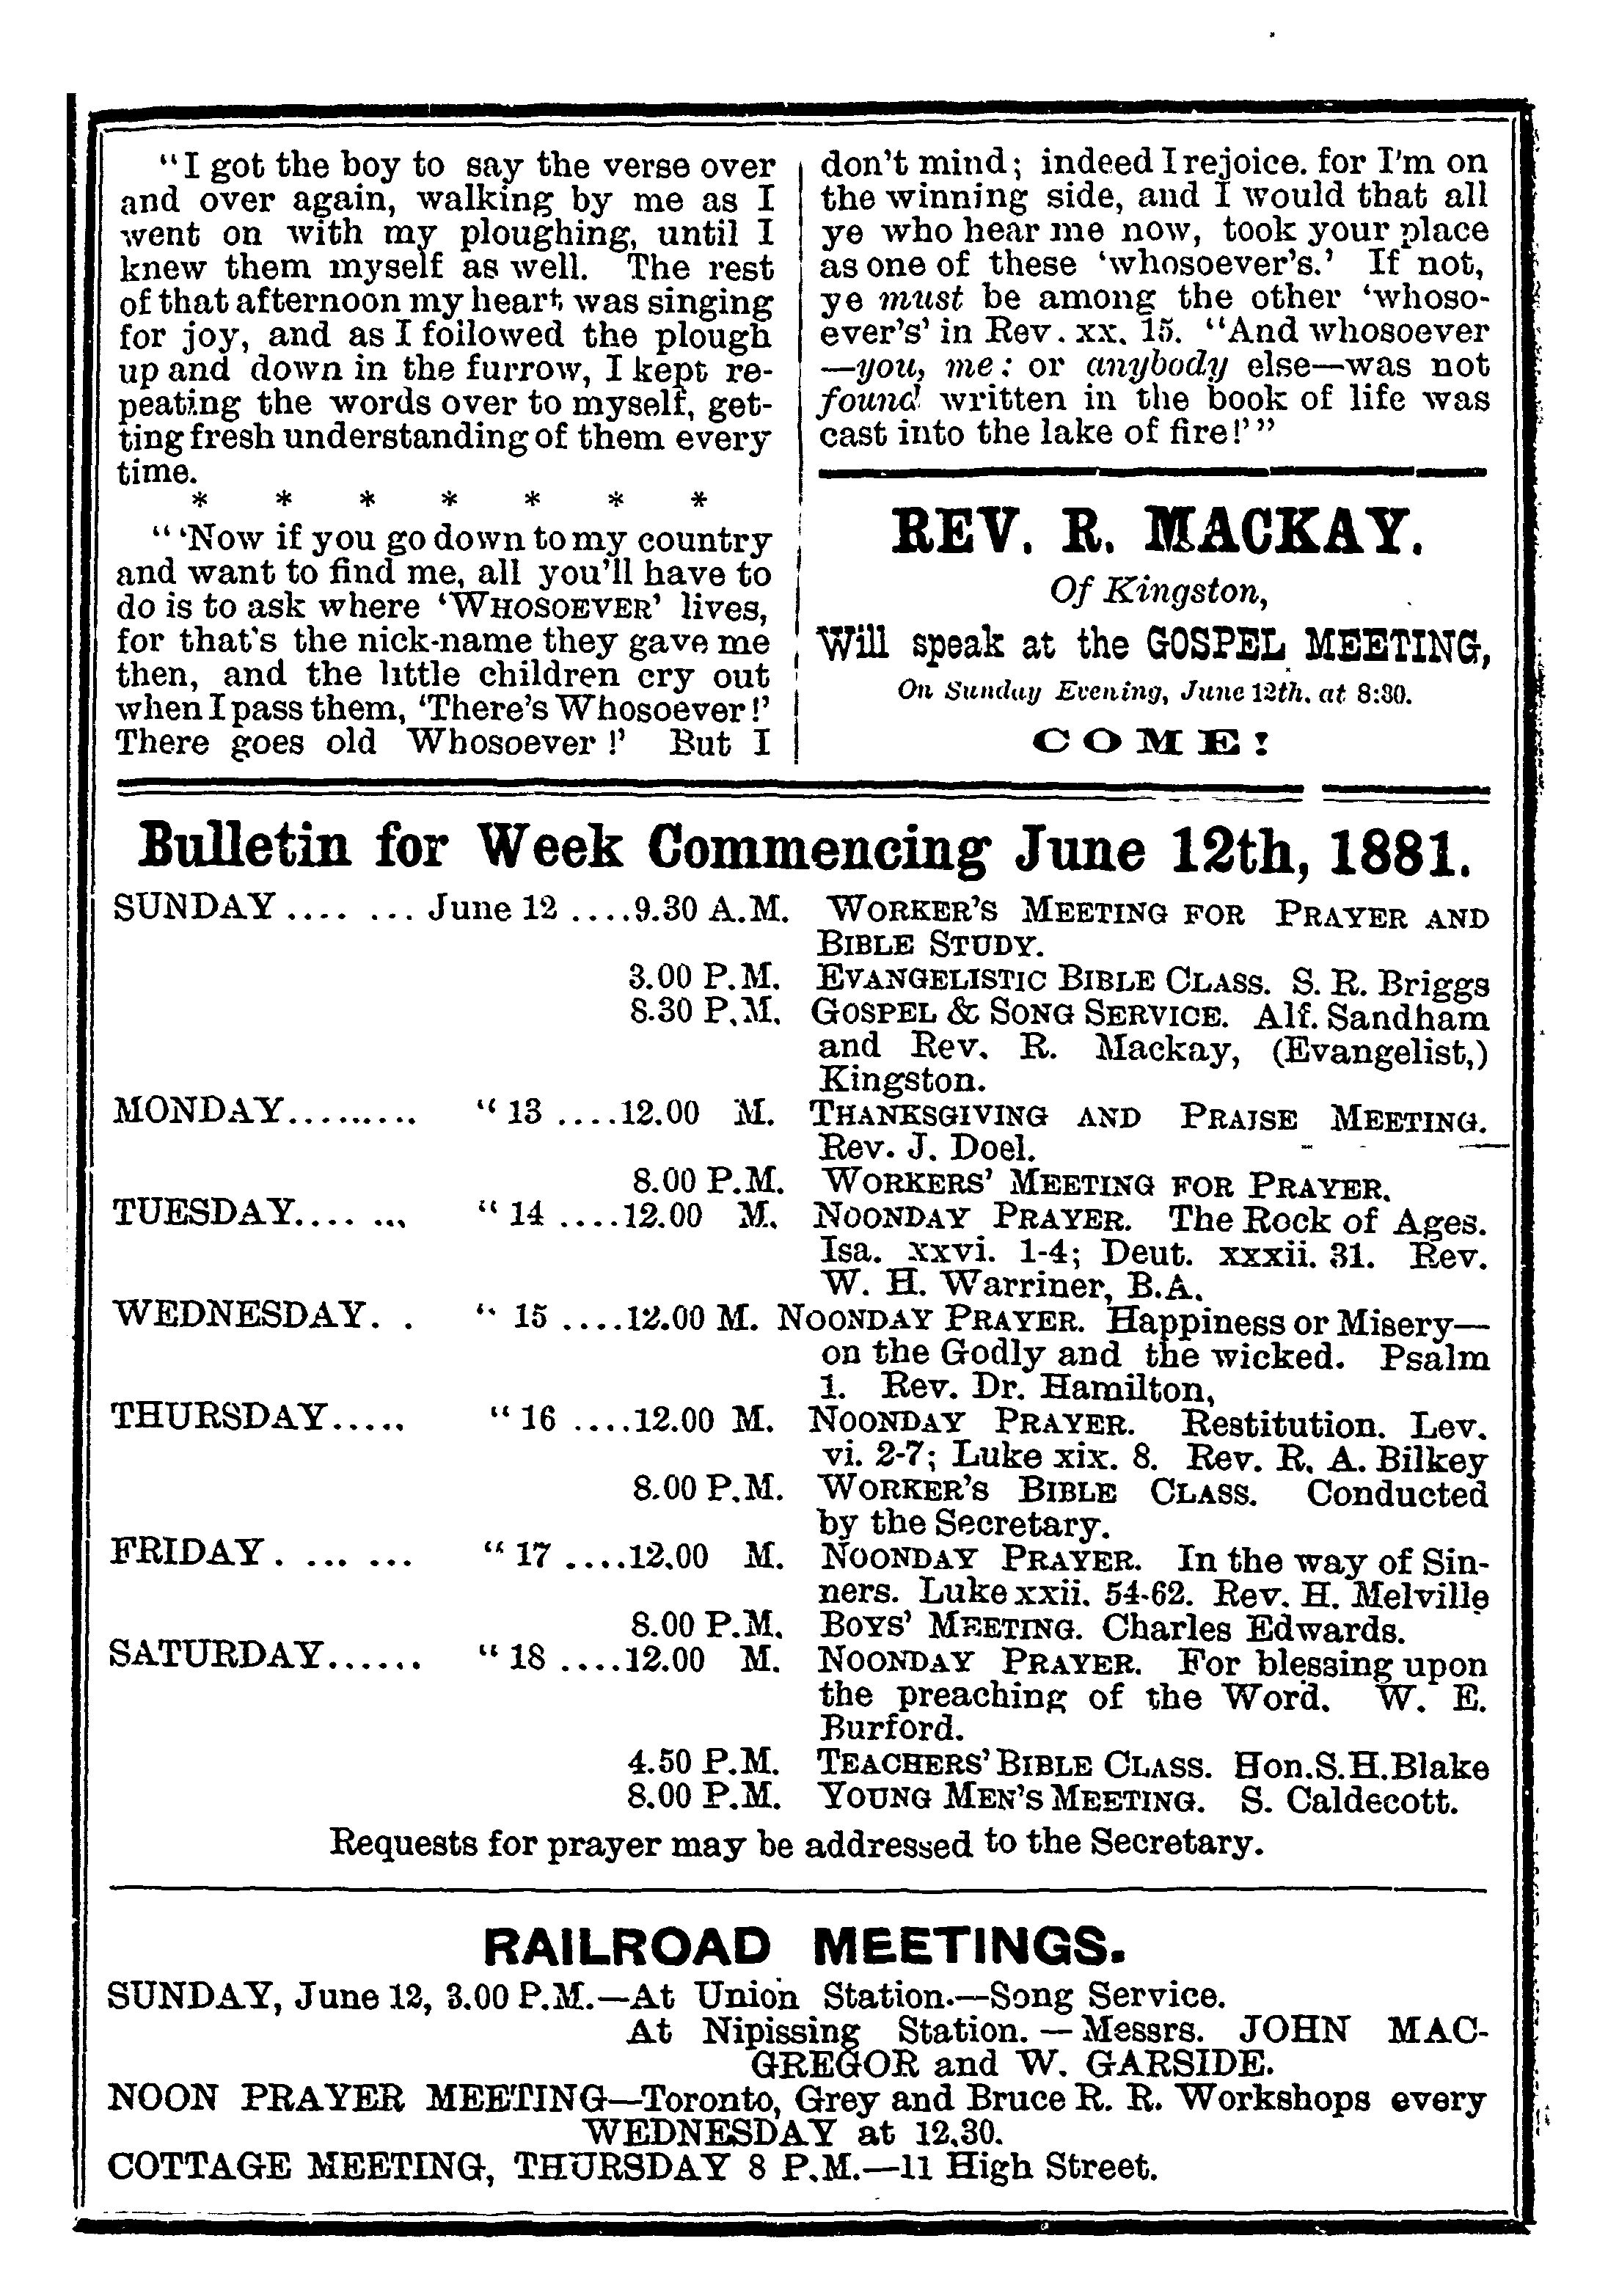 "I got the boy to say the verse over
and over again, walking by me as I
went on with my ploughing, until I
knew them myself as well. The rest
of that afternoon my heart was singing
for joy, and as I followed the plough
up and down in the furrow, I kept re-
peating the words over to myself, get-
ting fresh understanding of them every
time.
* * * * * * *
" 'Now if you go down to my country
and want to find me, all you'll have to
do is to ask where 'WHOSOEVER' lives,
for that's the nick-name they gave me
then, and the little children cry out
when I pass them, 'There's Whosoever!'
There goes old Whosoever!' But I
don't mind; indeed I rejoice. for I'm on
the winning side, and I would that all
ye who hear me now, took your place
as one of these 'whosoever's.' If not,
ye must be among the other 'whoso-
ever's' in Rev. xx. 15. "And whosoever
—you, me: or anybody else—was not
found written in the book of life was
cast into the lake of fire!'"
REV. R. MACKAY.
Of Kingston,
Will speak at the GOSPEL MEETING,
On Sunday Evening, June 12th. at 8:30.
COME!
Bulletin for Week Commencing June 12th, 1881.
SUNDAY .... ... June 12 ....9.30 A.M. WORKER'S MEETING FOR PRAYER AND
BIBLE STUDY.
3.00 P.M. EVANGELISTIC BIBLE CLASS. S. R. Briggs
8.30 P.M. GOSPEL & SONG SERVICE. Alf. Sandham
and Rev. R. Mackay, (Evangelist,)
Kingston.
MONDAY.......... " 13 ....12.00 M. THANKSGIVING AND PRAISE MEETING.
Rev. J. Doel.
8.00 P.M. WORKERS' MEETING FOR PRAYER.
TUESDAY.... ... " 14 ....12.00 M. NOONDAY PRAYER. The Rock of Ages.
Isa. xxvi. 1-4; Deut. xxxii. 31. Rev.
W. H. Warriner, B.A.
WEDNESDAY. . " 15 ....12.00 M. NOONDAY PRAYER. Happiness or Misery—
on the Godly and the wicked. Psalm
1. Rev. Dr. Hamilton,
THURSDAY..... " 16 ....12.00 M. NOONDAY PRAYER. Restitution. Lev.
vi. 2-7; Luke xix. 8. Rev. R. A. Bilkey
8.00 P.M. WORKER'S BIBLE CLASS. Conducted
by the Secretary.
FRIDAY . ... ... " 17 ....12.00 M. NOONDAY PRAYER. In the way of Sin-
ners. Luke xxii. 54-62. Rev. H. Melville
8.00 P.M. BOYS' MEETING. Charles Edwards.
SATURDAY...... " 18 ....12.00 M. NOONDAY PRAYER. For blessing upon
the preaching of the Word. W. E.
Burford.
4.50 P.M. TEACHERS' BIBLE CLASS. Hon.S.H.Blake
8.00 P.M. YOUNG MEN'S MEETING. S. Caldecott.
Requests for prayer may be addressed to the Secretary.
RAILROAD MEETINGS.
SUNDAY, June 12, 3.00 P.M.—At Union Station.—Song Service.
At Nipissing Station. — Messrs. JOHN MAC-
GREGOR and W. GARSIDE.
NOON PRAYER MEETING—Toronto, Grey and Bruce R. R. Workshops every
WEDNESDAY at 12.30.
COTTAGE MEETING, THURSDAY 8 P.M.—11 High Street.